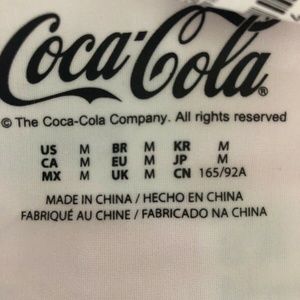 Coca-Cola®
© The Coca-Cola Company. All rights reserved
US M BR M KR M
CA M EU M JP M
MX M UK M CN 165/92A
MADE IN CHINA / HECHO EN CHINA
FABRIQUÉ AU CHINE / FABRICADO NA CHINA